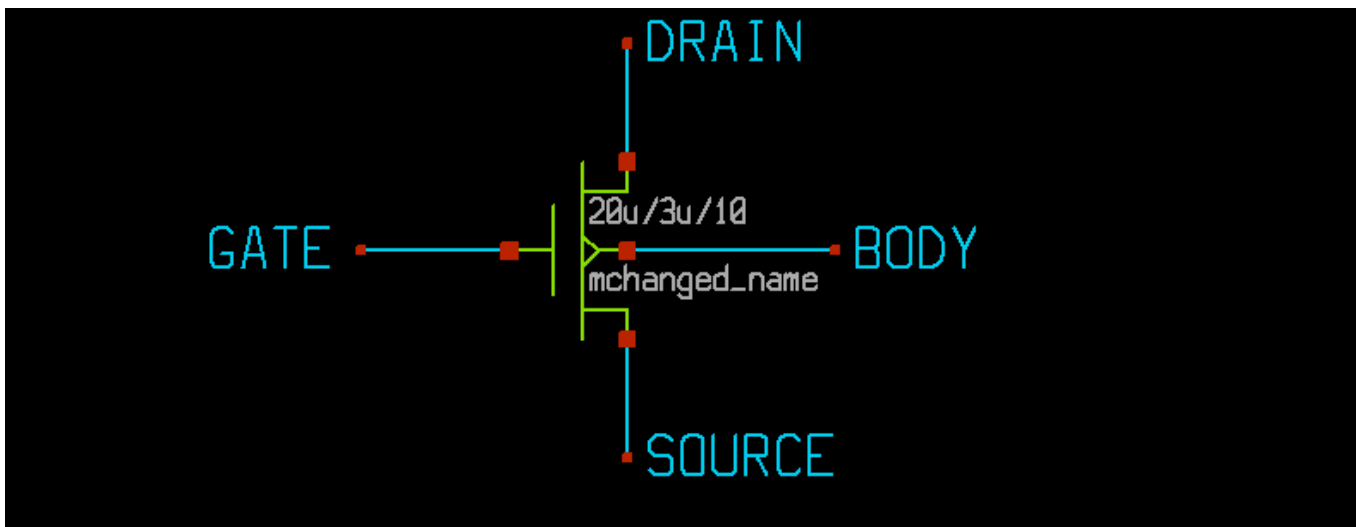 DRAIN
20u/3u/10
GATE
BODY
mchanged_name
SOURCE